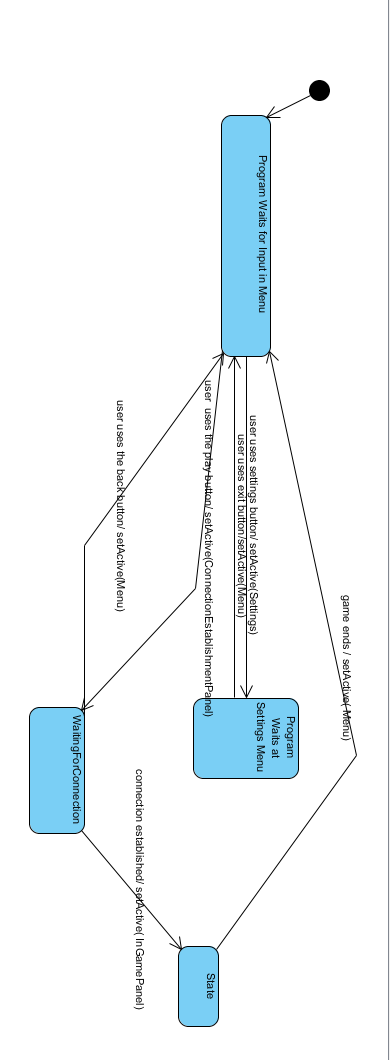 Program Waits for Input in Menu
game ends / setActive( Menu)
user uses settings button/ setActive(Settings)
user uses exit button/setActive(Menu)
user  uses the play button/ setActive(ConnectionEstablishmentPanel)
user uses the back button/ setActive(Menu)
Program
Waits at
Settings Menu
WaitingForConnection
connection established/ setActive( InGamePanel)
State